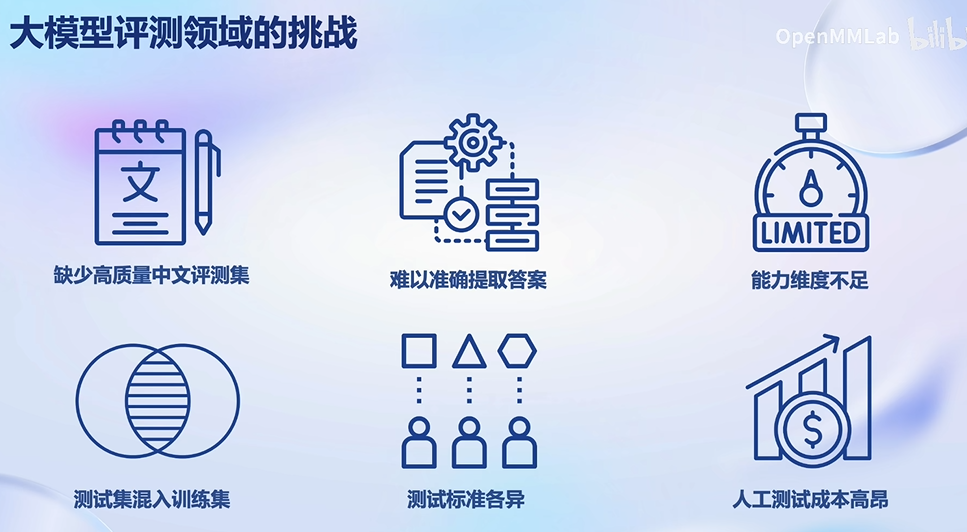 大模型评测领域的挑战
OpenMMLab bilib
文
LIMITED
缺少高质量中文评测集
难以准确提取答案
能力维度不足
$
测试集混入训练集
测试标准各异
人工测试成本高昂